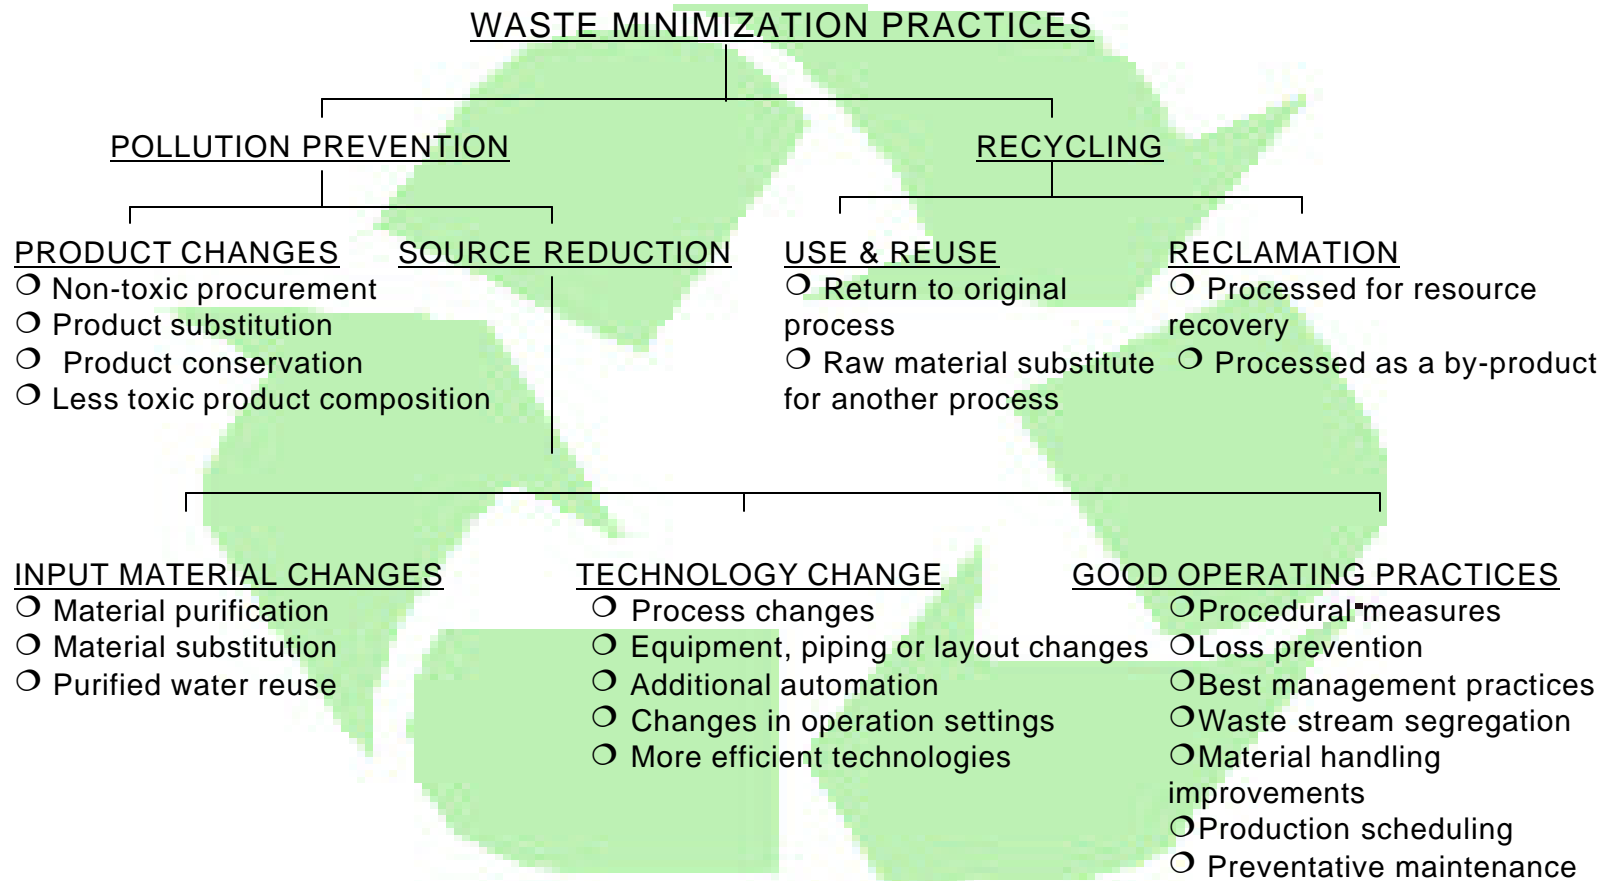 WASTE MINIMIZATION PRACTICES
POLLUTION PREVENTION
RECYCLING
PRODUCT CHANGES
❍ Non-toxic procurement
❍ Product substitution
❍ Product conservation
❍ Less toxic product composition
SOURCE REDUCTION
USE & REUSE
❍ Return to original
process
❍ Raw material substitute
for another process
RECLAMATION
❍ Processed for resource
recovery
❍ Processed as a by-product
INPUT MATERIAL CHANGES
❍ Material purification
❍ Material substitution
❍ Purified water reuse
TECHNOLOGY CHANGE
❍ Process changes
❍ Equipment, piping or layout changes
❍ Additional automation
❍ Changes in operation settings
❍ More efficient technologies
GOOD OPERATING PRACTICES
❍Procedural measures
❍Loss prevention
❍Best management practices
❍Waste stream segregation
❍Material handling
improvements
❍Production scheduling
❍ Preventative maintenance